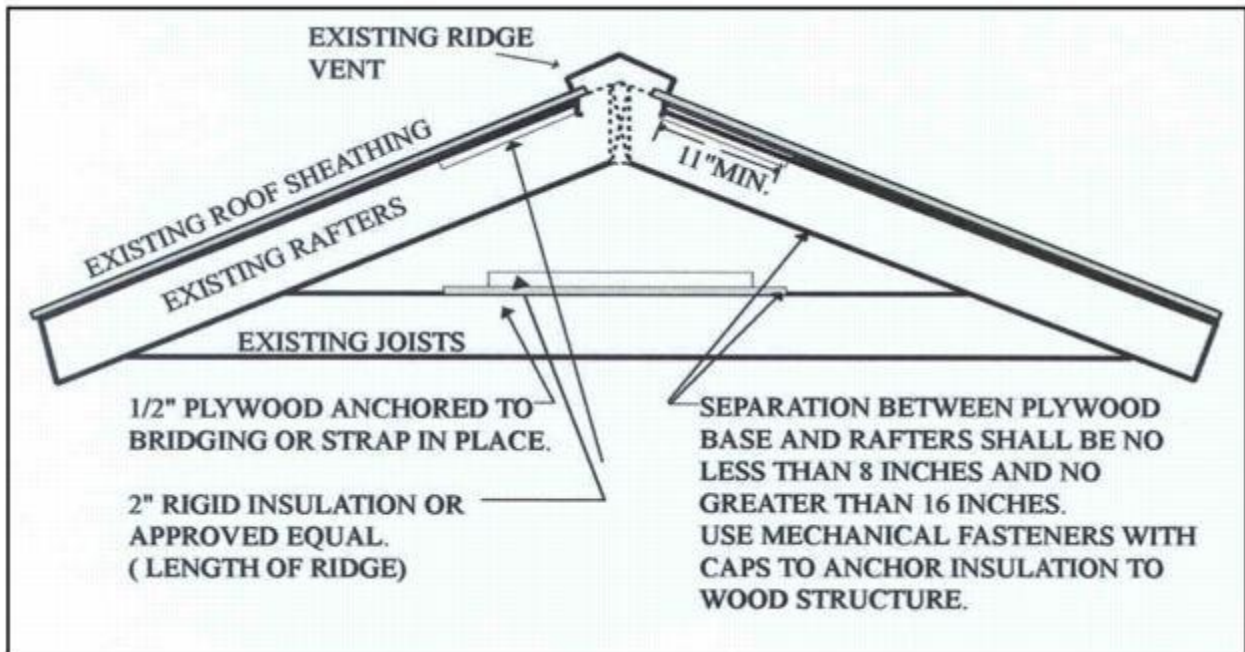 EXISTING RIDGE
VENT
EXISTING ROOF SHEATHING
EXISTING RAFTERS
11"MIN.
EXISTING JOISTS
1/2" PLYWOOD ANCHORED TO
BRIDGING OR STRAP IN PLACE.
2" RIGID INSULATION OR
APPROVED EQUAL.
( LENGTH OF RIDGE)
SEPARATION BETWEEN PLYWOOD
BASE AND RAFTERS SHALL BE NO
LESS THAN 8 INCHES AND NO
GREATER THAN 16 INCHES.
USE MECHANICAL FASTENERS WITH
CAPS TO ANCHOR INSULATION TO
WOOD STRUCTURE.